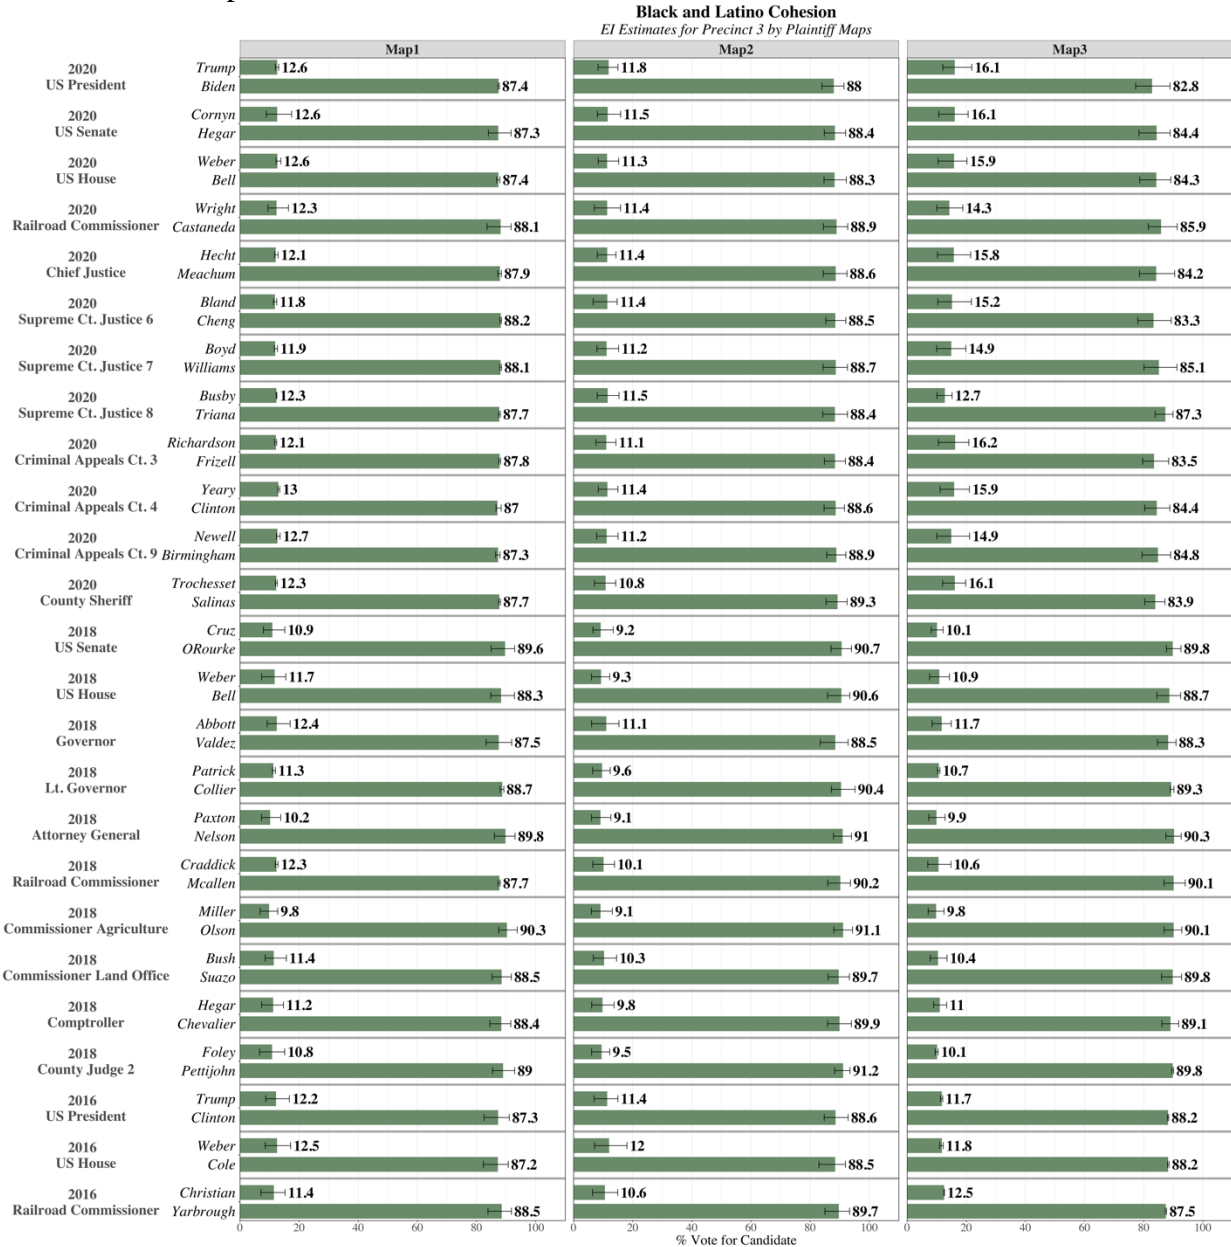 Black and Latino Cohesion
EI Estimates for Precinct 3 by Plaintiff Maps
Map1 Map2 Map3
2020 US President
Trump 12.6 11.8 16.1
Biden 87.4 88 82.8
2020 US Senate
Cornyn 12.6 11.5 16.1
Hegar 87.3 88.4 84.4
2020 US House
Weber 12.6 11.3 15.9
Bell 87.4 88.3 84.3
2020 Railroad Commissioner
Wright 12.3 11.4 14.3
Castaneda 88.1 88.9 85.9
2020 Chief Justice
Hecht 12.1 11.4 15.8
Meachum 87.9 88.6 84.2
2020 Supreme Ct. Justice 6
Bland 11.8 11.4 15.2
Cheng 88.2 88.5 83.3
2020 Supreme Ct. Justice 7
Boyd 11.9 11.2 14.9
Williams 88.1 88.7 85.1
2020 Supreme Ct. Justice 8
Busby 12.3 11.5 12.7
Triana 87.7 88.4 87.3
2020 Criminal Appeals Ct. 3
Richardson 12.1 11.1 16.2
Frizell 87.8 88.4 83.5
2020 Criminal Appeals Ct. 4
Yeary 13 11.4 15.9
Clinton 87 88.6 84.4
2020 Criminal Appeals Ct. 9
Newell 12.7 11.2 14.9
Birmingham 87.3 88.9 84.8
2020 County Sheriff
Trochesset 12.3 10.8 16.1
Salinas 87.7 89.3 83.9
2018 US Senate
Cruz 10.9 9.2 10.1
ORourke 89.6 90.7 89.8
2018 US House
Weber 11.7 9.3 10.9
Bell 88.3 90.6 88.7
2018 Governor
Abbott 12.4 11.1 11.7
Valdez 87.5 88.5 88.3
2018 Lt. Governor
Patrick 11.3 9.6 10.7
Collier 88.7 90.4 89.3
2018 Attorney General
Paxton 10.2 9.1 9.9
Nelson 89.8 91 90.3
2018 Railroad Commissioner
Craddick 12.3 10.1 10.6
Mcallen 87.7 90.2 90.1
2018 Commissioner Agriculture
Miller 9.8 9.1 9.8
Olson 90.3 91.1 90.1
2018 Commissioner Land Office
Bush 11.4 10.3 10.4
Suazo 88.5 89.7 89.8
2018 Comptroller
Hegar 11.2 9.8 11
Chevalier 88.4 89.9 89.1
2018 County Judge 2
Foley 10.8 9.5 10.1
Pettijohn 89 91.2 89.8
2016 US President
Trump 12.2 11.4 11.7
Clinton 87.3 88.6 88.2
2016 US House
Weber 12.5 12 11.8
Cole 87.2 88.5 88.2
2016 Railroad Commissioner
Christian 11.4 10.6 12.5
Yarbrough 88.5 89.7 87.5
0 20 40 60 80 100 0 20 40 60 80 100 0 20 40 60 80 100
% Vote for Candidate